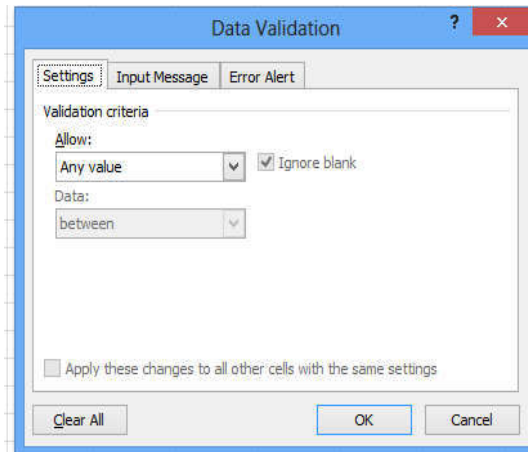 Data Validation ? ×
Settings Input Message Error Alert
Validation criteria
Allow:
Any value Ignore blank
Data:
between
Apply these changes to all other cells with the same settings
Clear All OK Cancel